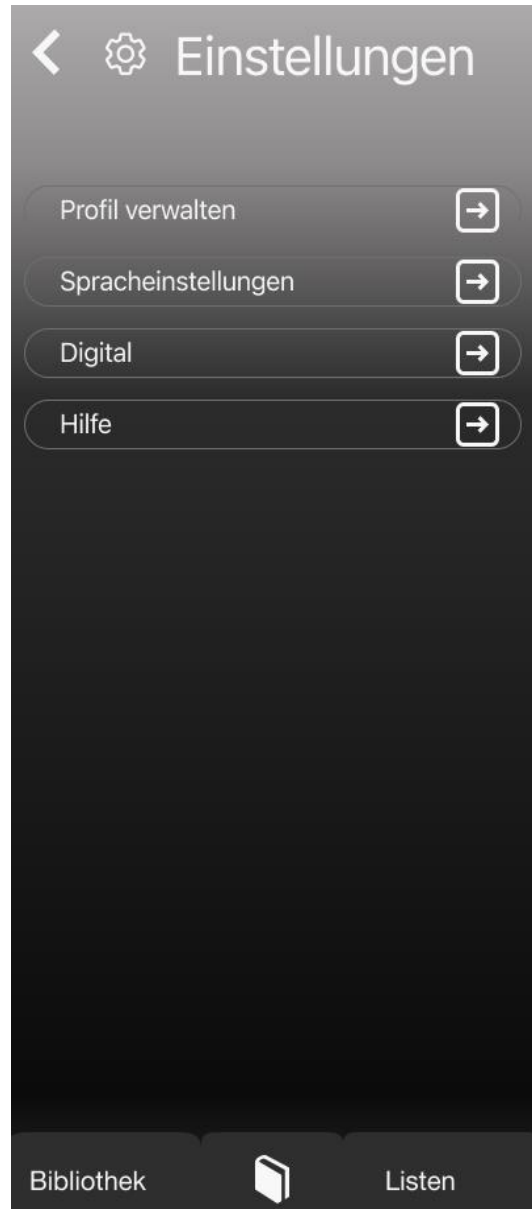 Einstellungen
Profil verwalten
Spracheinstellungen
Digital
Hilfe
Bibliothek
Listen